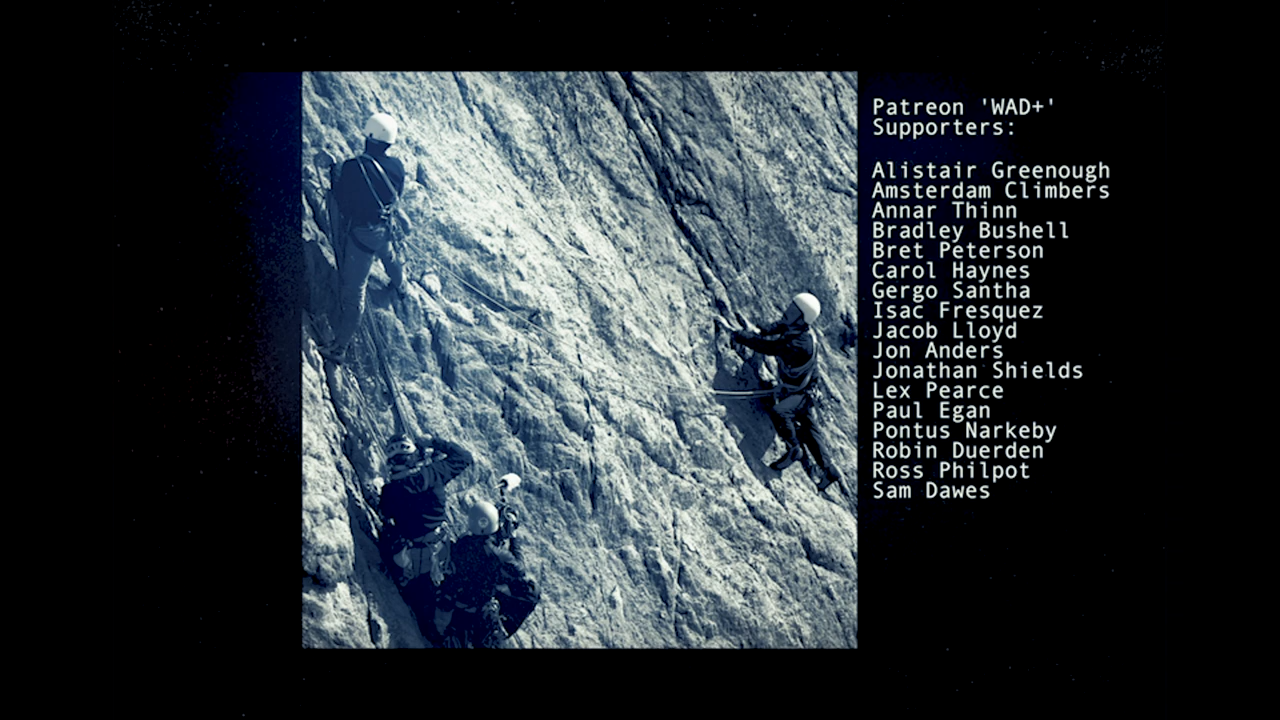 Patreon 'WAD+'
Supporters:
Alistair Greenough
Amsterdam Climbers
Annar Thinn
Bradley Bushell
Bret Peterson
Carol Haynes
Gergo Santha
Isac Fresquez
Jacob Lloyd
Jon Anders
Jonathan Shields
Lex Pearce
Paul Egan
Pontus Narkeby
Robin Duerden
Ross Philpot
Sam Dawes